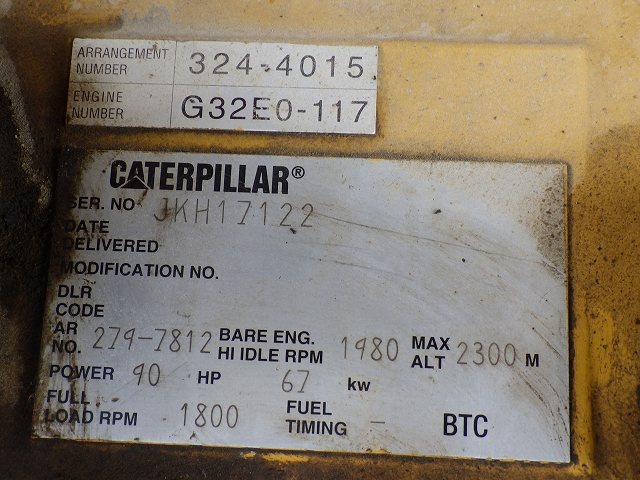 ARRANGEMENT NUMBER 324-4015
ENGINE NUMBER G32E0-117
CATERPILLAR®
SER. NO JKH17122
DATE DELIVERED
MODIFICATION NO.
DLR CODE
AR NO. 279-7812 BARE ENG. HI IDLE RPM 1980 MAX ALT 2300 M
POWER 90 HP 67 kw
FULL LOAD RPM 1800 FUEL TIMING - BTC